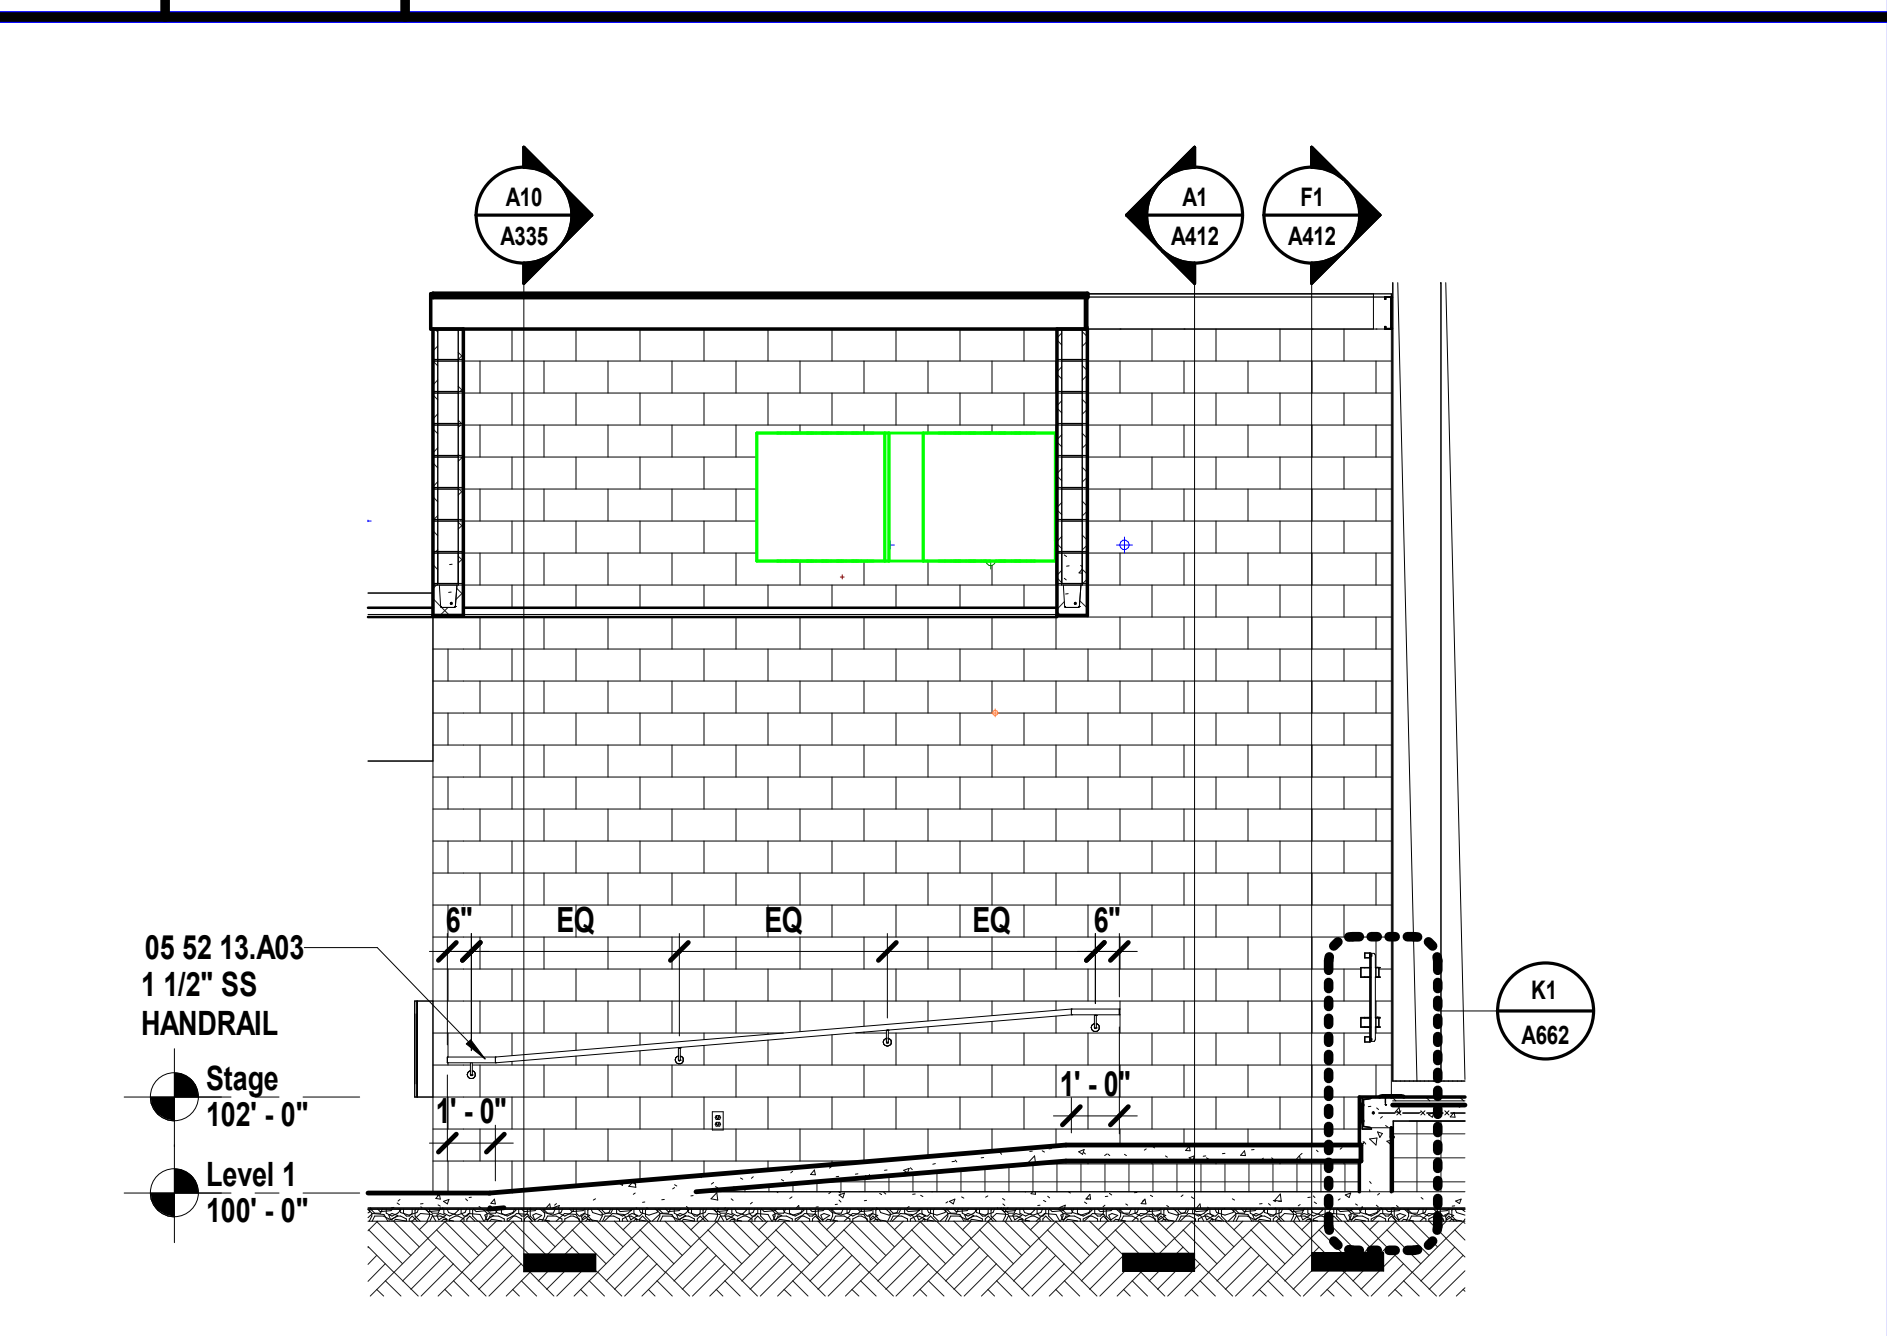 A10
A335
A1
A412
F1
A412
6" EQ EQ EQ 6"
05 52 13.A03
1 1/2" SS
HANDRAIL
K1
A662
Stage
102' - 0"
1' - 0"
1' - 0"
Level 1
100' - 0"